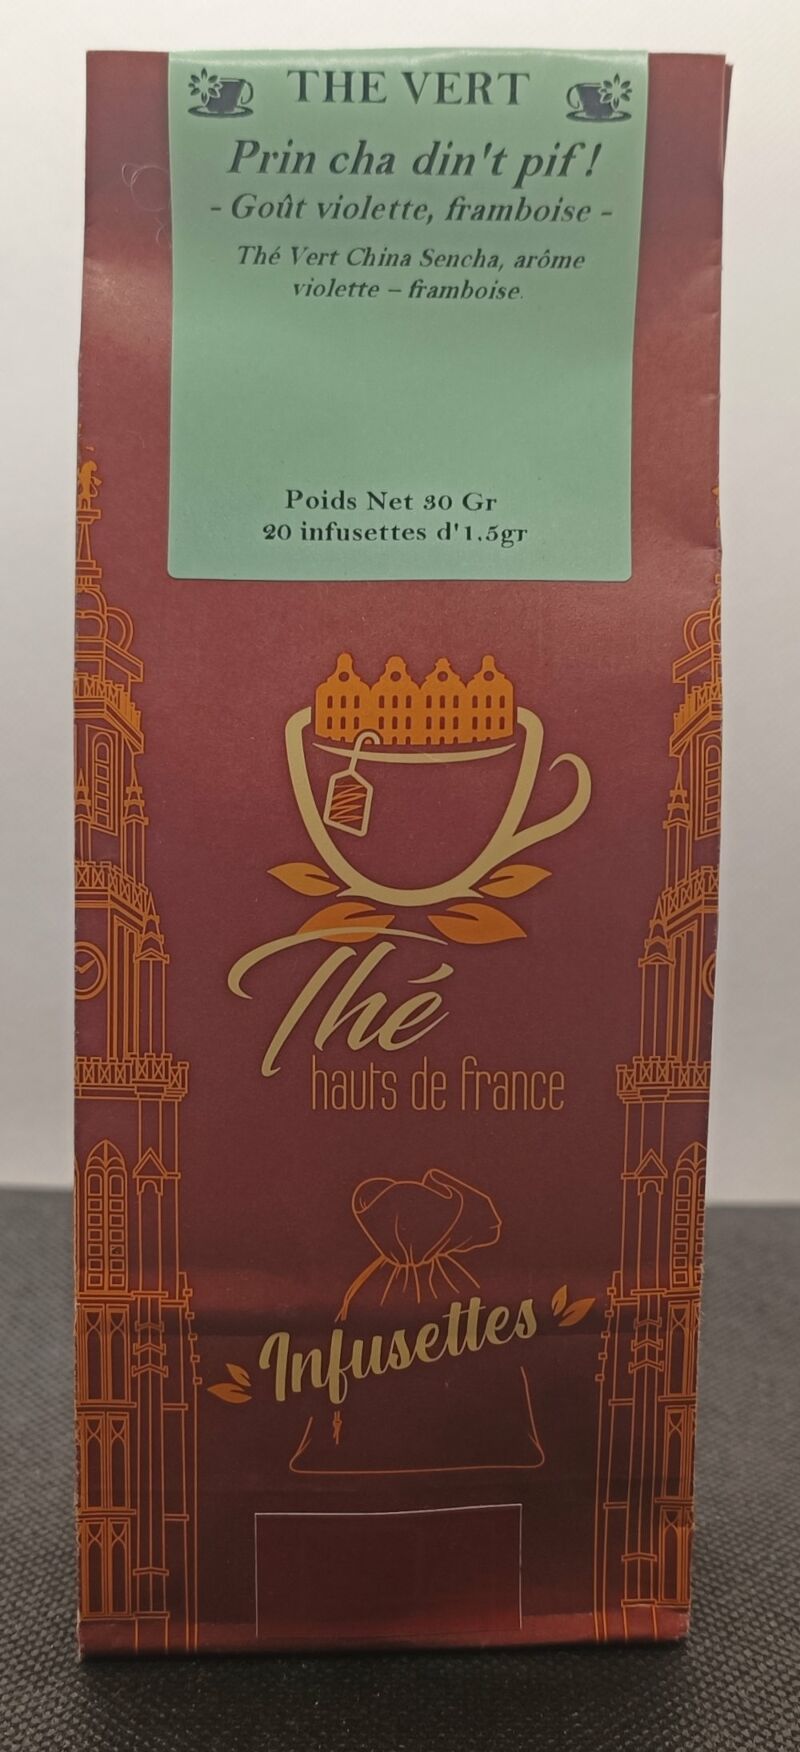 THE VERT
Prin cha din't pif !
- Goût violette, framboise -
Thé Vert China Sencha, arôme
violette – framboise.
Poids Net 30 Gr
20 infusettes d'1.5gr
Thé
hauts de france
Infusettes